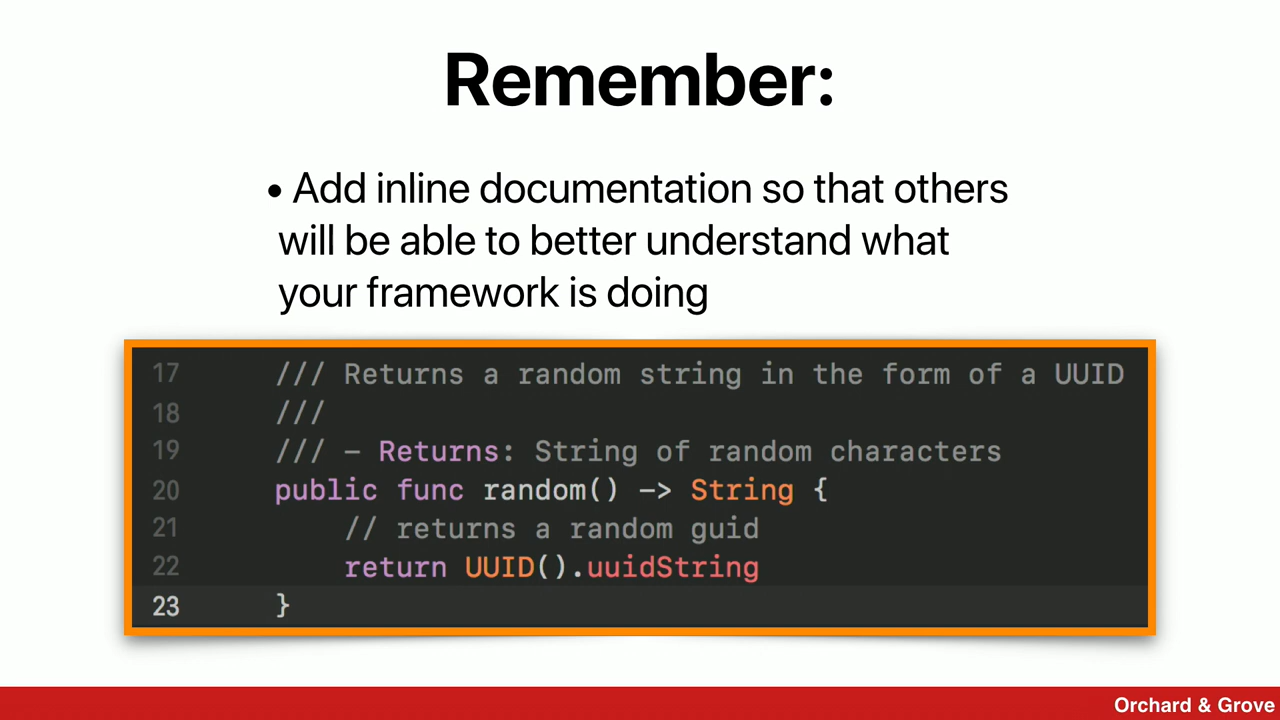 Remember:
• Add inline documentation so that others
will be able to better understand what
your framework is doing
17 /// Returns a random string in the form of a UUID
18 ///
19 /// – Returns: String of random characters
20 public func random() -> String {
21 // returns a random guid
22 return UUID().uuidString
23 }
Orchard & Grove